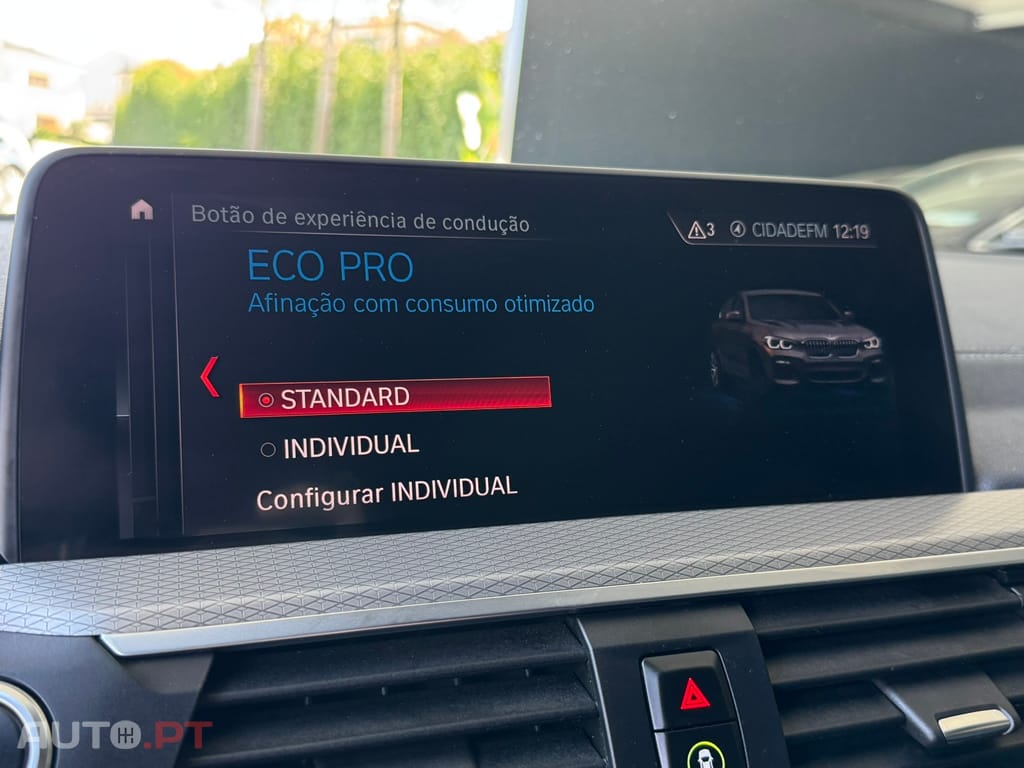 Botão de experiência de condução
3 CIDADEFM 12:19
ECO PRO
Afinação com consumo otimizado
STANDARD
INDIVIDUAL
Configurar INDIVIDUAL
AUTO.PT